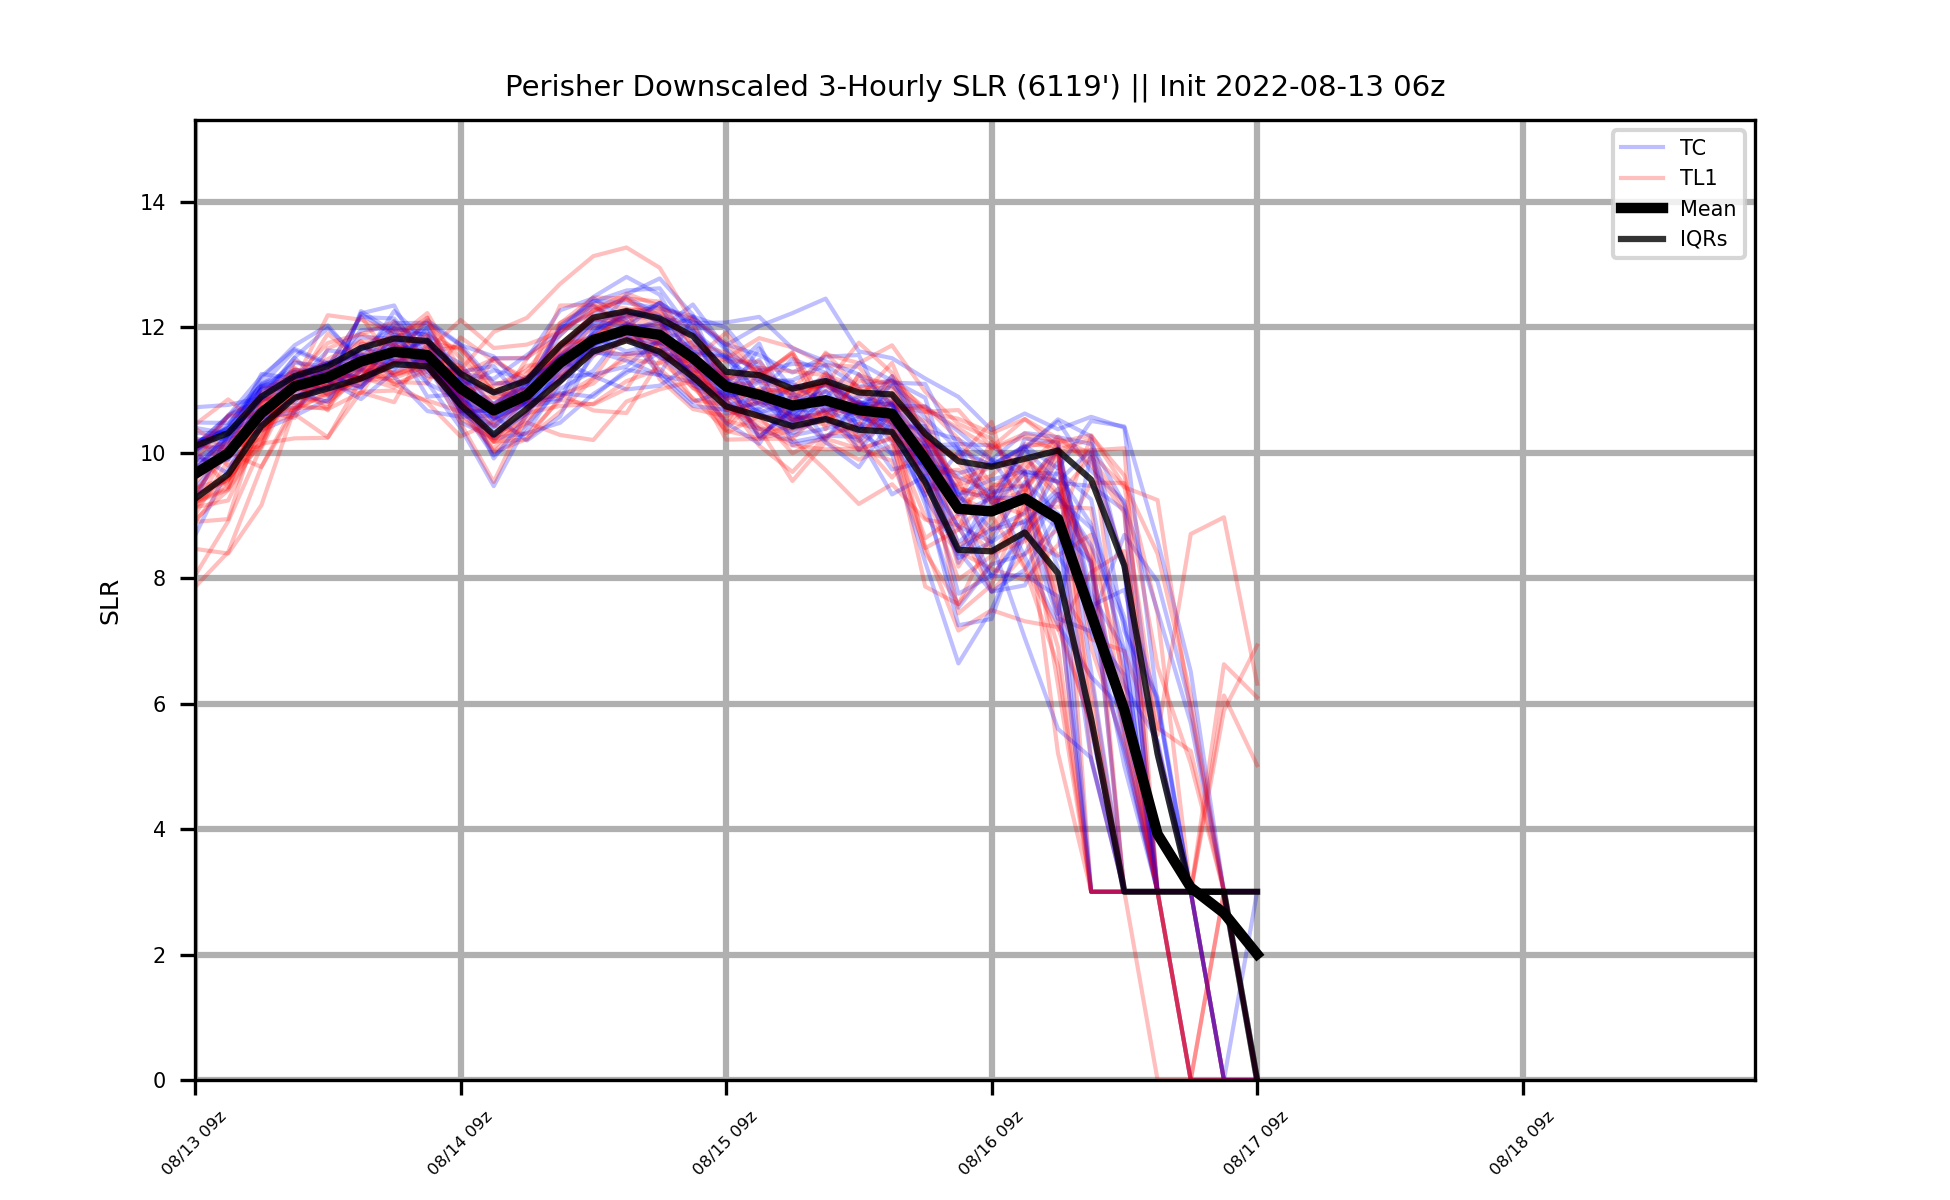 Perisher Downscaled 3-Hourly SLR (6119') || Init 2022-08-13 06z
TC
TL1
Mean
IQRs
SLR
14
12
10
8
6
4
2
0
08/13 09z
08/14 09z
08/15 09z
08/16 09z
08/17 09z
08/18 09z